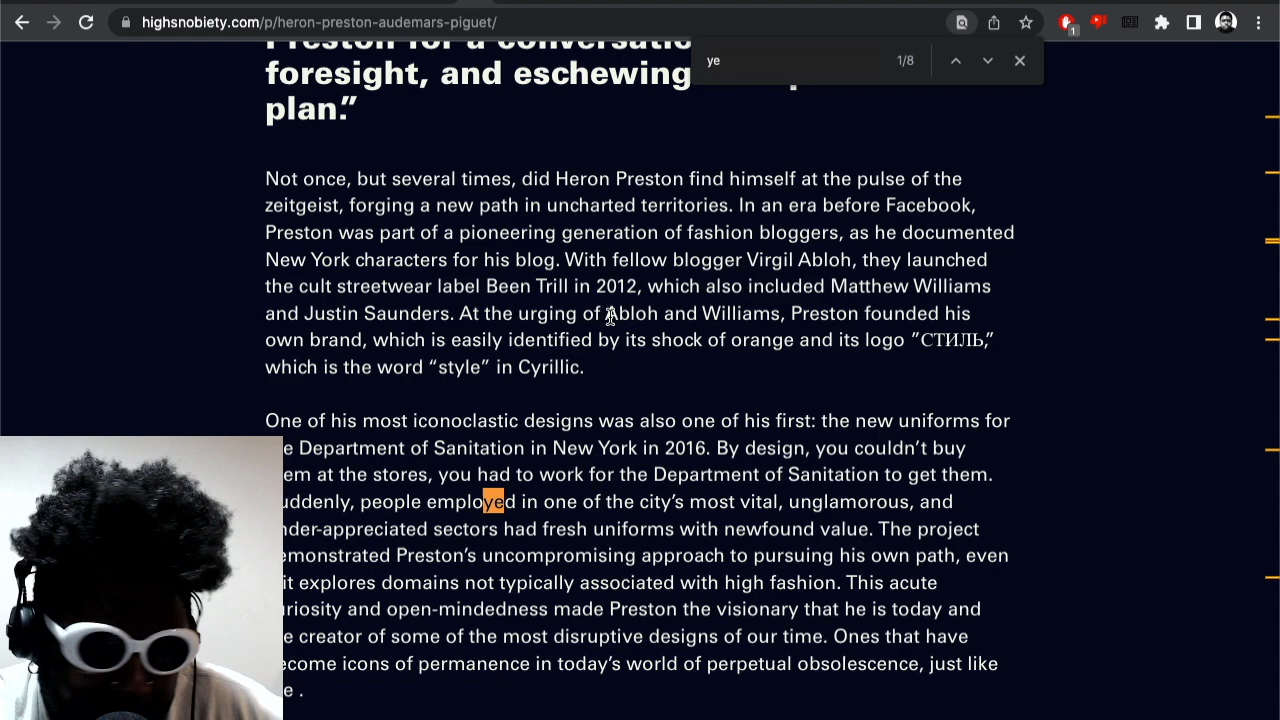 highsnobiety.com/p/heron-preston-audemars-piguet/
1
ye
1/8
Preston for a conversatio
foresight, and eschewing
plan.”
Not once, but several times, did Heron Preston find himself at the pulse of the
zeitgeist, forging a new path in uncharted territories. In an era before Facebook,
Preston was part of a pioneering generation of fashion bloggers, as he documented
New York characters for his blog. With fellow blogger Virgil Abloh, they launched
the cult streetwear label Been Trill in 2012, which also included Matthew Williams
and Justin Saunders. At the urging of Abloh and Williams, Preston founded his
own brand, which is easily identified by its shock of orange and its logo ”СТИЛЬ,”
which is the word “style” in Cyrillic.
One of his most iconoclastic designs was also one of his first: the new uniforms for
e Department of Sanitation in New York in 2016. By design, you couldn’t buy
em at the stores, you had to work for the Department of Sanitation to get them.
uddenly, people employed in one of the city’s most vital, unglamorous, and
nder-appreciated sectors had fresh uniforms with newfound value. The project
emonstrated Preston’s uncompromising approach to pursuing his own path, even
it explores domains not typically associated with high fashion. This acute
uriosity and open-mindedness made Preston the visionary that he is today and
e creator of some of the most disruptive designs of our time. Ones that have
ecome icons of permanence in today’s world of perpetual obsolescence, just like
e .